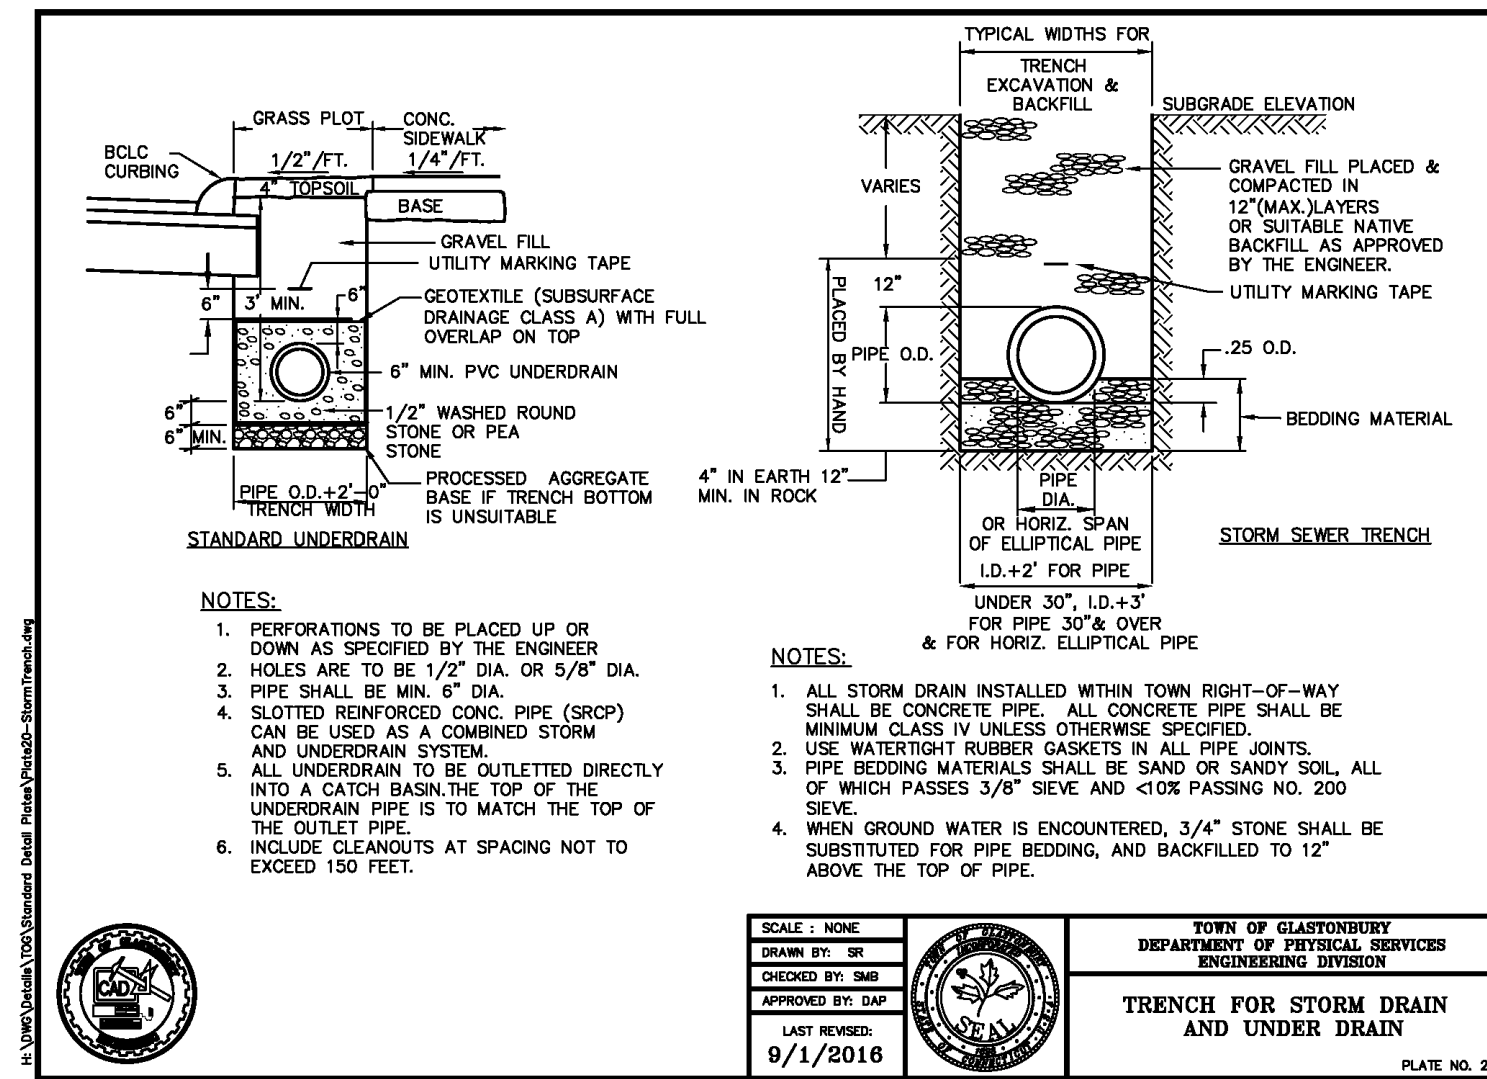 TYPICAL WIDTHS FOR
TRENCH
EXCAVATION &
BACKFILL
SUBGRADE ELEVATION
GRASS PLOT
CONC.
SIDEWALK
BCLC
CURBING
1/2"/FT.
1/4"/FT.
4" TOPSOIL
BASE
GRAVEL FILL
UTILITY MARKING TAPE
6"
3' MIN.
6"
GEOTEXTILE (SUBSURFACE
DRAINAGE CLASS A) WITH FULL
OVERLAP ON TOP
6" MIN. PVC UNDERDRAIN
6"
1/2" WASHED ROUND
STONE OR PEA
STONE
6" MIN.
PROCESSED AGGREGATE
BASE IF TRENCH BOTTOM
IS UNSUITABLE
PIPE O.D.+2'-0"
TRENCH WIDTH
STANDARD UNDERDRAIN
VARIES
GRAVEL FILL PLACED &
COMPACTED IN
12"(MAX.)LAYERS
OR SUITABLE NATIVE
BACKFILL AS APPROVED
BY THE ENGINEER.
12"
PLACED BY HAND
UTILITY MARKING TAPE
PIPE O.D.
.25 O.D.
BEDDING MATERIAL
4" IN EARTH 12"
MIN. IN ROCK
PIPE
DIA.
OR HORIZ. SPAN
OF ELLIPTICAL PIPE
I.D.+2' FOR PIPE
UNDER 30", I.D.+3'
FOR PIPE 30"& OVER
& FOR HORIZ. ELLIPTICAL PIPE
STORM SEWER TRENCH
NOTES:
1. PERFORATIONS TO BE PLACED UP OR
DOWN AS SPECIFIED BY THE ENGINEER
2. HOLES ARE TO BE 1/2" DIA. OR 5/8" DIA.
3. PIPE SHALL BE MIN. 6" DIA.
4. SLOTTED REINFORCED CONC. PIPE (SRCP)
CAN BE USED AS A COMBINED STORM
AND UNDERDRAIN SYSTEM.
5. ALL UNDERDRAIN TO BE OUTLETTED DIRECTLY
INTO A CATCH BASIN.THE TOP OF THE
UNDERDRAIN PIPE IS TO MATCH THE TOP OF
THE OUTLET PIPE.
6. INCLUDE CLEANOUTS AT SPACING NOT TO
EXCEED 150 FEET.
NOTES:
1. ALL STORM DRAIN INSTALLED WITHIN TOWN RIGHT-OF-WAY
SHALL BE CONCRETE PIPE. ALL CONCRETE PIPE SHALL BE
MINIMUM CLASS IV UNLESS OTHERWISE SPECIFIED.
2. USE WATERTIGHT RUBBER GASKETS IN ALL PIPE JOINTS.
3. PIPE BEDDING MATERIALS SHALL BE SAND OR SANDY SOIL, ALL
OF WHICH PASSES 3/8" SIEVE AND <10% PASSING NO. 200
SIEVE.
4. WHEN GROUND WATER IS ENCOUNTERED, 3/4" STONE SHALL BE
SUBSTITUTED FOR PIPE BEDDING, AND BACKFILLED TO 12"
ABOVE THE TOP OF PIPE.
H: \DWG\Details\TOG\Standard Detail Plates\Plate20-StormTrench.dwg
CAD
SCALE : NONE
DRAWN BY: SR
CHECKED BY: SMB
APPROVED BY: DAP
LAST REVISED:
9/1/2016
TOWN OF GLASTONBURY
INCORPORATED
SEAL
STATE OF CONNECTICUT
TOWN OF GLASTONBURY
DEPARTMENT OF PHYSICAL SERVICES
ENGINEERING DIVISION
TRENCH FOR STORM DRAIN
AND UNDER DRAIN
PLATE NO. 2